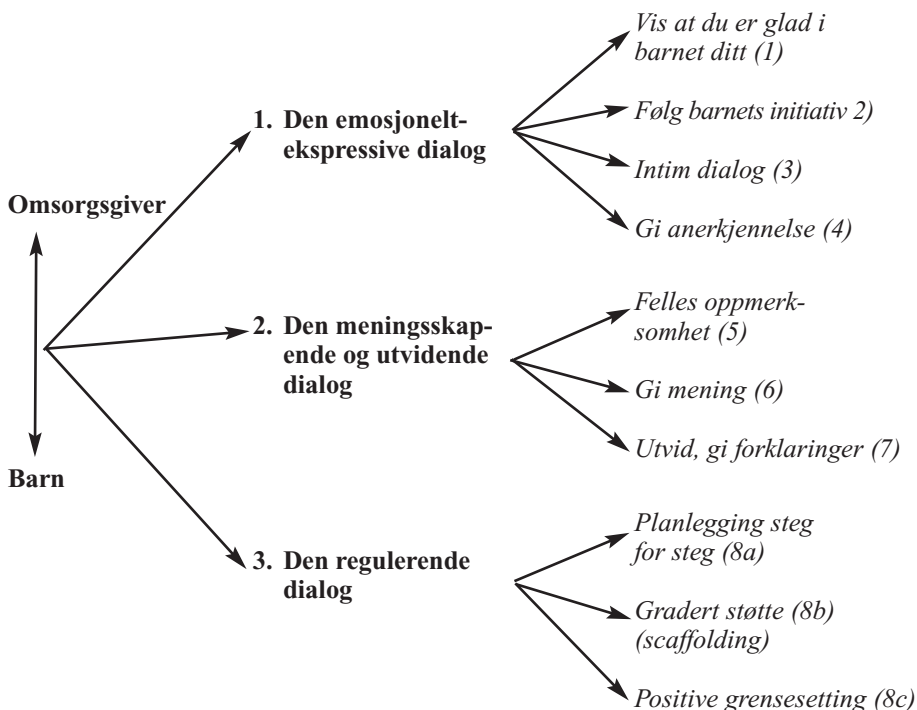 Omsorgsgiver
Barn
1. Den emosjonelt-
ekspressive dialog
Vis at du er glad i
barnet ditt (1)
Følg barnets initiativ 2)
Intim dialog (3)
Gi anerkjennelse (4)
2. Den meningsskap-
ende og utvidende
dialog
Felles oppmerk-
somhet (5)
Gi mening (6)
Utvid, gi forklaringer (7)
3. Den regulerende
dialog
Planlegging steg
for steg (8a)
Gradert støtte (8b)
(scaffolding)
Positive grensesetting (8c)